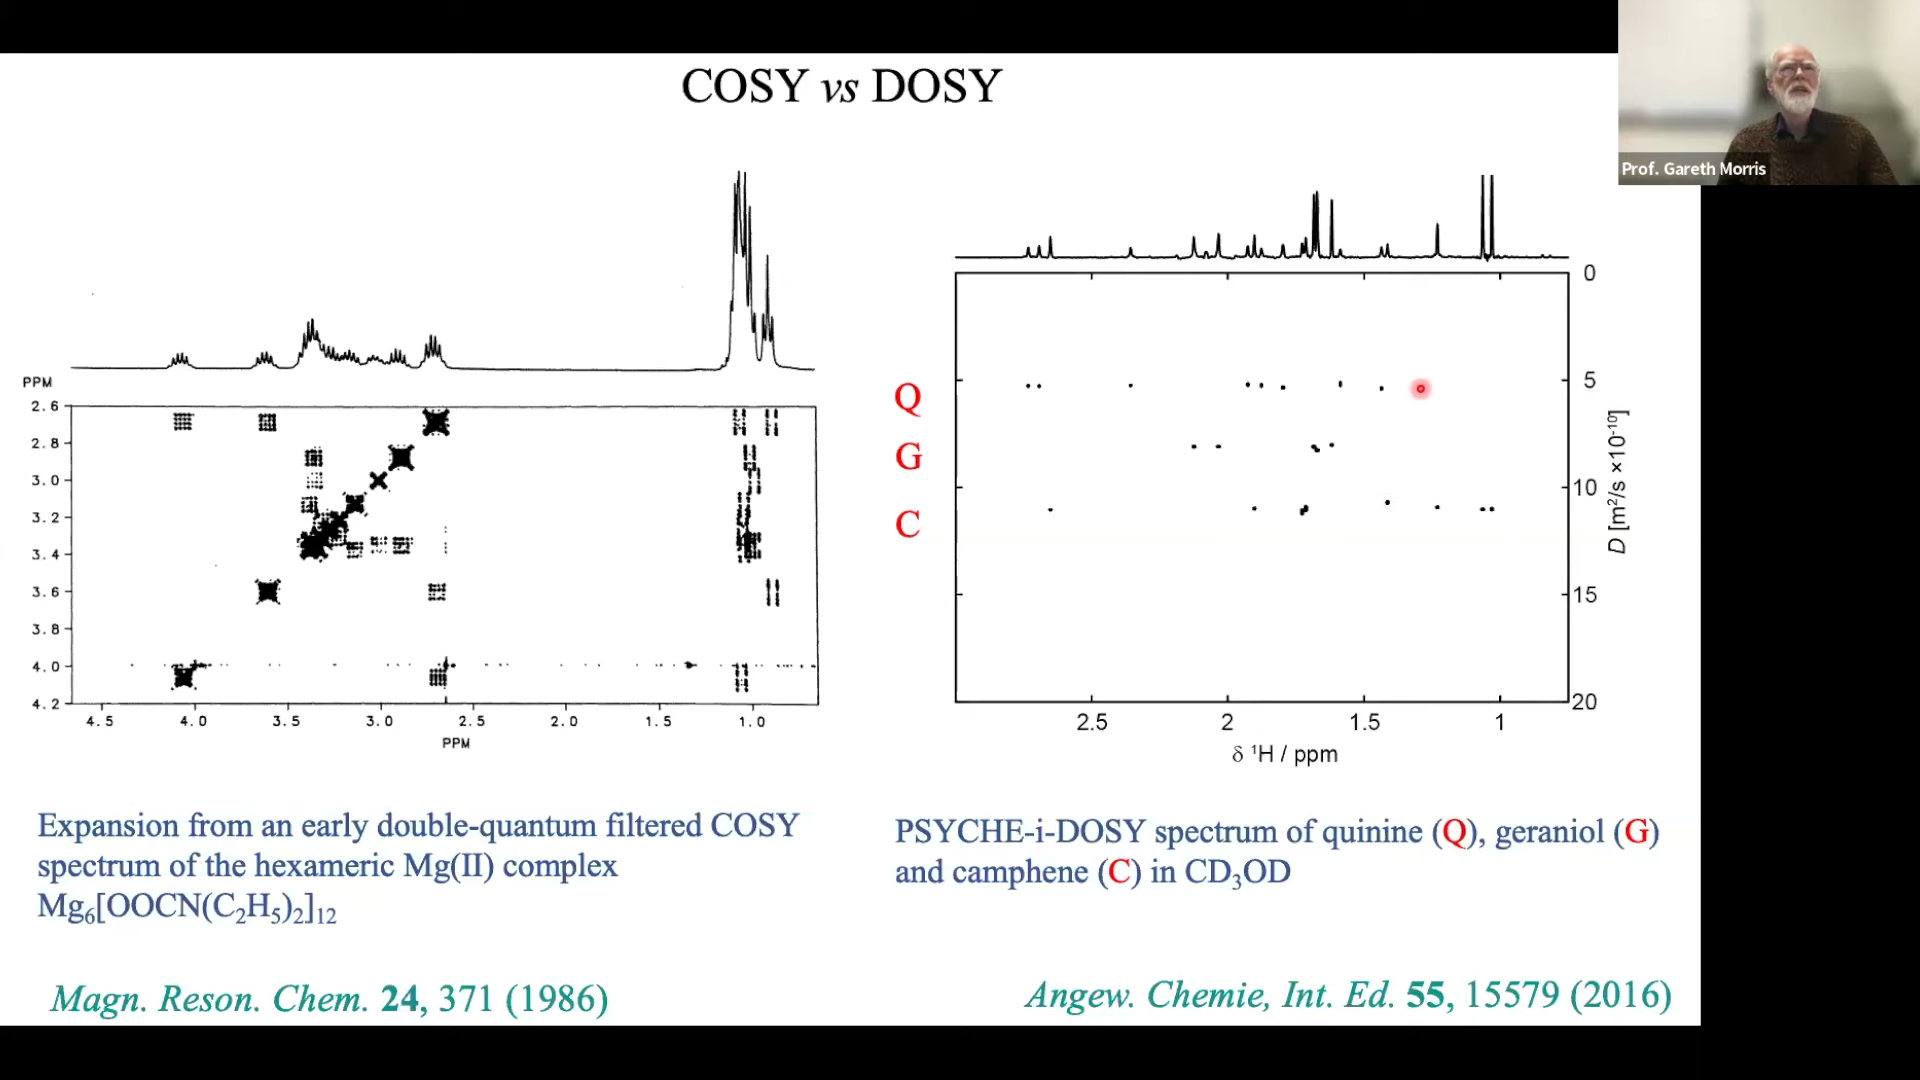 COSY vs DOSY
Prof. Gareth Morris
PPM
2.6
2.8
3.0
3.2
3.4
3.6
3.8
4.0
4.2
4.5 4.0 3.5 3.0 2.5 2.0 1.5 1.0
PPM
Q
G
C
0
5
10
15
20
D [m²/s ×10⁻¹⁰]
2.5 2 1.5 1
δ ¹H / ppm
Expansion from an early double-quantum filtered COSY
spectrum of the hexameric Mg(II) complex
Mg₆[OOCN(C₂H₅)₂]₁₂
PSYCHE-i-DOSY spectrum of quinine (Q), geraniol (G)
and camphene (C) in CD₃OD
Magn. Reson. Chem. 24, 371 (1986)
Angew. Chemie, Int. Ed. 55, 15579 (2016)